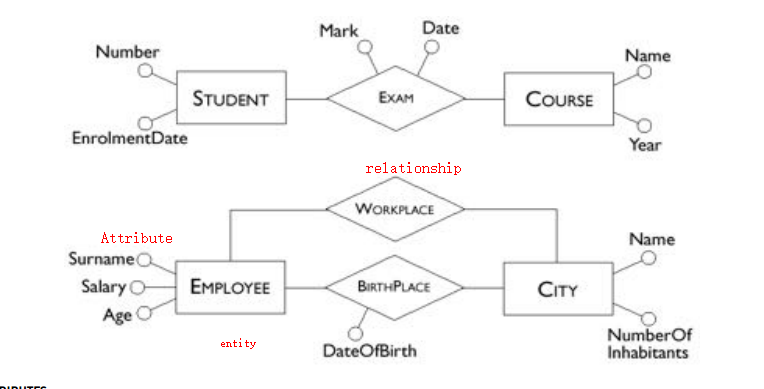 Mark
Date
Number
Name
STUDENT
EXAM
COURSE
EnrolmentDate
Year
relationship
WORKPLACE
Attribute
Name
Surname
Salary
EMPLOYEE
BIRTHPLACE
CITY
Age
entity
DateOfBirth
NumberOf
Inhabitants